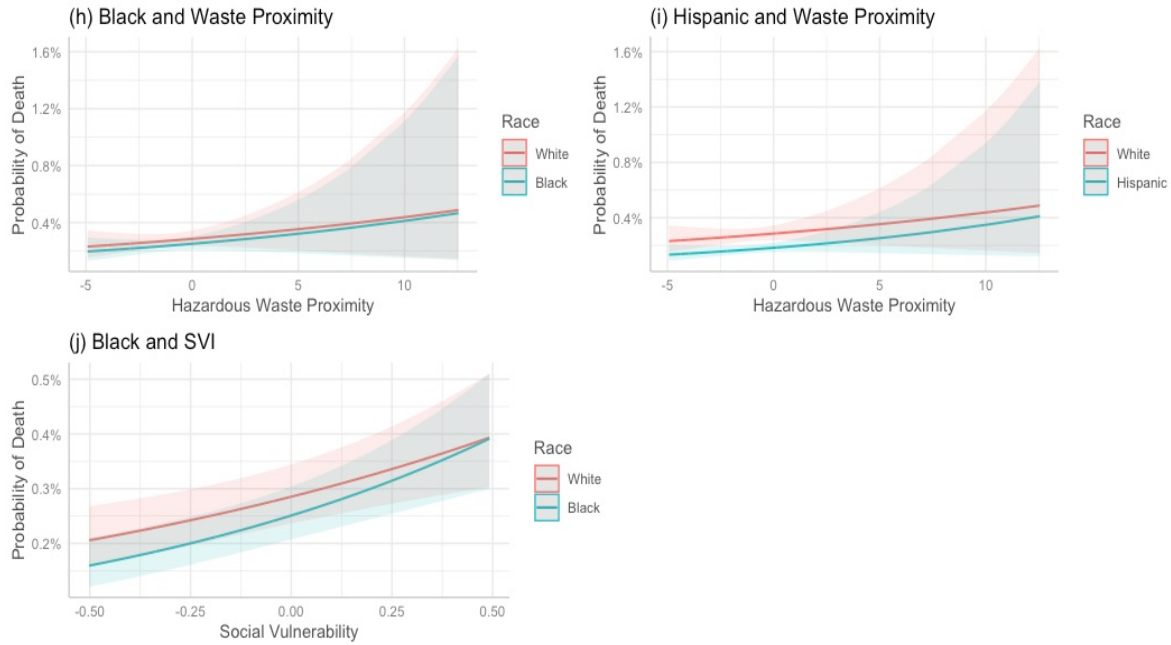 (h) Black and Waste Proximity
1.6%
1.2%
0.8%
0.4%
Probability of Death
-5
0
5
10
Hazardous Waste Proximity
Race
White
Black
(i) Hispanic and Waste Proximity
1.6%
1.2%
0.8%
0.4%
Probability of Death
-5
0
5
10
Hazardous Waste Proximity
Race
White
Hispanic
(j) Black and SVI
0.5%
0.4%
0.3%
0.2%
Probability of Death
-0.50
-0.25
0.00
0.25
0.50
Social Vulnerability
Race
White
Black